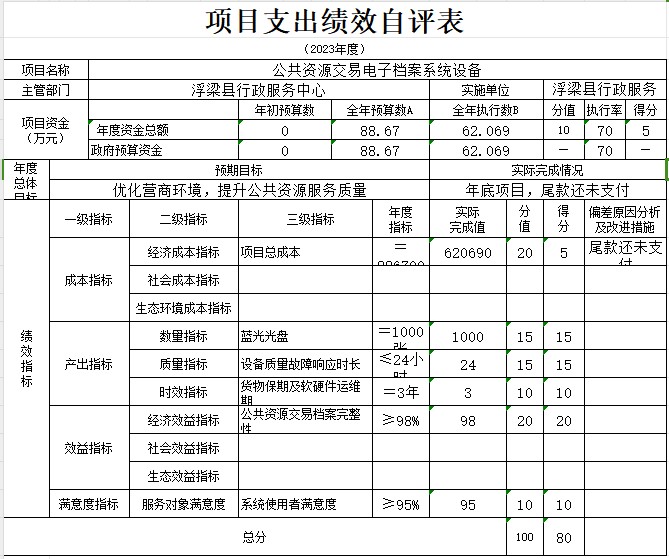 项目支出绩效自评表
（2023年度）
项目名称 公共资源交易电子档案系统设备
主管部门 浮梁县行政服务中心 实施单位 浮梁县行政服务
项目资金（万元） 年初预算数 全年预算数A 全年执行数B 分值 执行率 得分
年度资金总额 0 88.67 62.069 10 70 5
政府预算资金 0 88.67 62.069 — 70 —
年度总体目标 预期目标 实际完成情况
优化营商环境，提升公共资源服务质量 年底项目，尾款还未支付
绩效指标 一级指标 二级指标 三级指标 年度指标 实际完成值 分值 得分 偏差原因分析及改进措施
成本指标 经济成本指标 项目总成本 ＝ 620690 20 5 尾款还未支付
社会成本指标
生态环境成本指标
产出指标 数量指标 蓝光光盘 ＝1000张 1000 15 15
质量指标 设备质量故障响应时长 ≤24小时 24 15 15
时效指标 货物保期及软硬件运维期 ＝3年 3 10 10
效益指标 经济效益指标 公共资源交易档案完整性 ≥98% 98 20 20
社会效益指标
生态效益指标
满意度指标 服务对象满意度 系统使用者满意度 ≥95% 95 10 10
总分 100 80